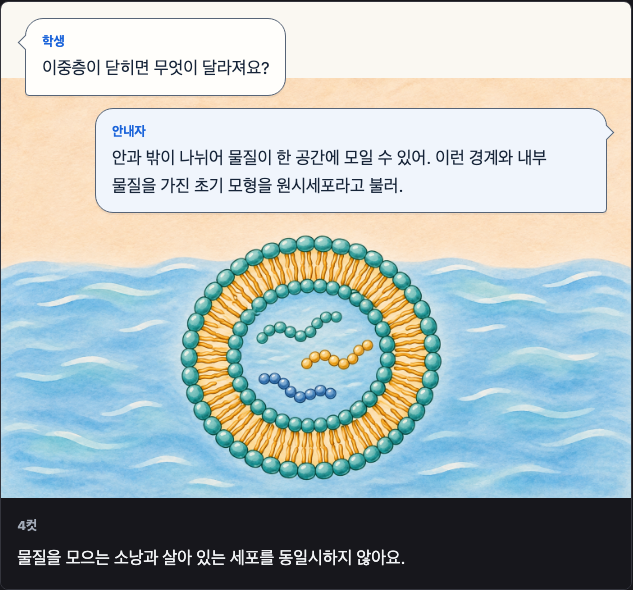 학생
이중층이 닫히면 무엇이 달라져요?
안내자
안과 밖이 나뉘어 물질이 한 공간에 모일 수 있어. 이런 경계와 내부
물질을 가진 초기 모형을 원시세포라고 불러.
4컷
물질을 모으는 소낭과 살아 있는 세포를 동일시하지 않아요.